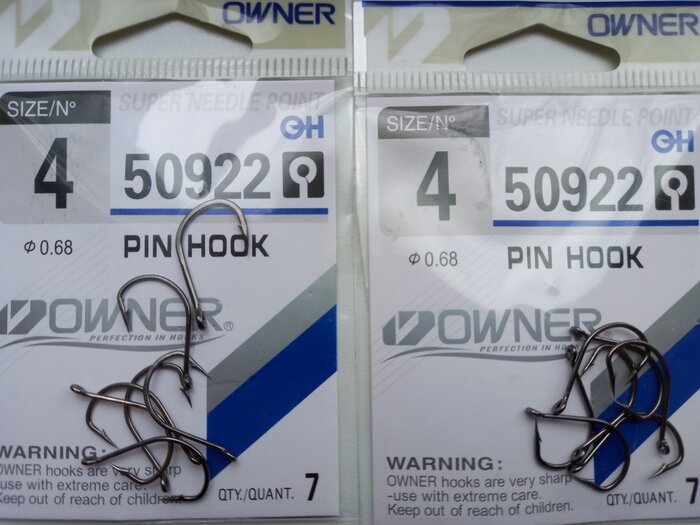 OWNER
SIZE/Nº
SUPER NEEDLE POINT
4
50922
Φ 0.68
PIN HOOK
OWNER®
PERFECTION IN HOOKS
WARNING:
OWNER hooks are very sharp
-use with extreme care.
Keep out of reach of children.
QTY./QUANT. 7
OWNER
SIZE/Nº
SUPER NEEDLE POINT
4
50922
Φ 0.68
PIN HOOK
OWNER
PERFECTION IN HOOKS
WARNING:
OWNER hooks are very sharp
-use with extreme care.
Keep out of reach of children.
QTY./QUANT. 7